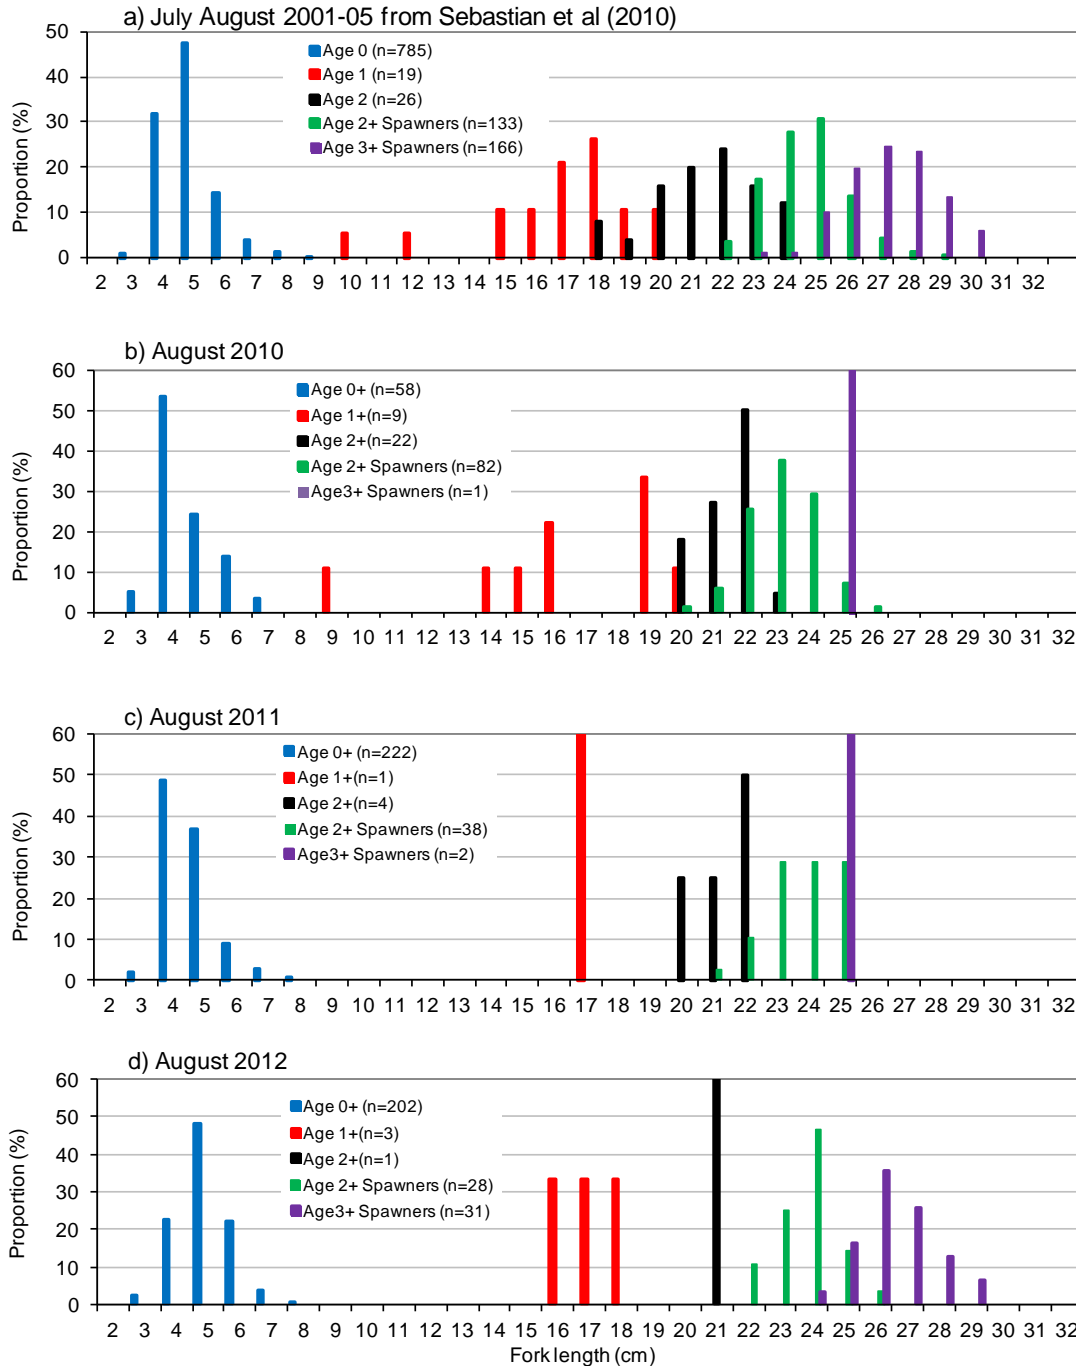 a) July August 2001-05 from Sebastian et al (2010)
50
40
30
20
10
0
Proportion (%)
Age 0 (n=785)
Age 1 (n=19)
Age 2 (n=26)
Age 2+ Spawners (n=133)
Age 3+ Spawners (n=166)
2 3 4 5 6 7 8 9 10 11 12 13 14 15 16 17 18 19 20 21 22 23 24 25 26 27 28 29 30 31 32
b) August 2010
60
50
40
30
20
10
0
Proportion (%)
Age 0+ (n=58)
Age 1+(n=9)
Age 2+(n=22)
Age 2+ Spawners (n=82)
Age3+ Spawners (n=1)
2 3 4 5 6 7 8 9 10 11 12 13 14 15 16 17 18 19 20 21 22 23 24 25 26 27 28 29 30 31 32
c) August 2011
60
50
40
30
20
10
0
Proportion (%)
Age 0+ (n=222)
Age 1+(n=1)
Age 2+(n=4)
Age 2+ Spawners (n=38)
Age3+ Spawners (n=2)
2 3 4 5 6 7 8 9 10 11 12 13 14 15 16 17 18 19 20 21 22 23 24 25 26 27 28 29 30 31 32
d) August 2012
60
50
40
30
20
10
0
Proportion (%)
Age 0+ (n=202)
Age 1+(n=3)
Age 2+(n=1)
Age 2+ Spawners (n=28)
Age3+ Spawners (n=31)
2 3 4 5 6 7 8 9 10 11 12 13 14 15 16 17 18 19 20 21 22 23 24 25 26 27 28 29 30 31 32
Fork length (cm)